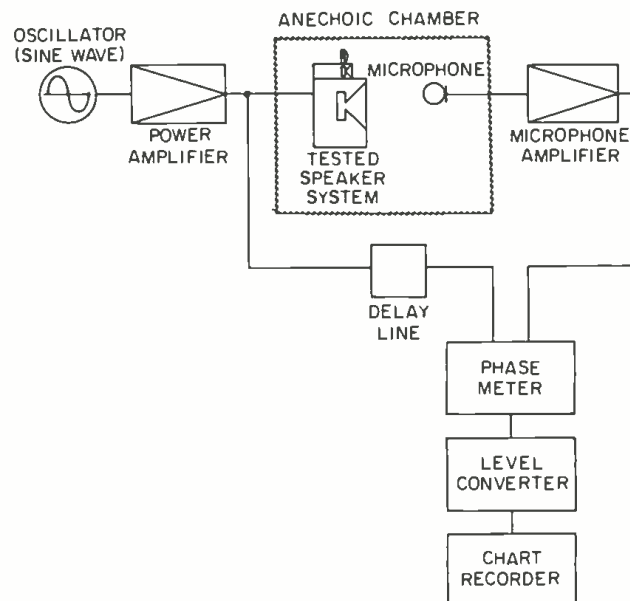 ANECHOIC CHAMBER
OSCILLATOR
(SINE WAVE)
MICROPHONE
POWER
AMPLIFIER
TESTED
SPEAKER
SYSTEM
MICROPHONE
AMPLIFIER
DELAY
LINE
PHASE
METER
LEVEL
CONVERTER
CHART
RECORDER